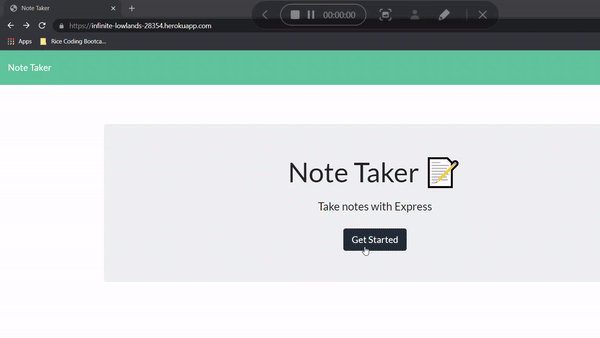 Note Taker
00:00:00
https://infinite-lowlands-28354.herokuapp.com
Apps
Rice Coding Bootca...
Note Taker
Note Taker
Take notes with Express
Get Started